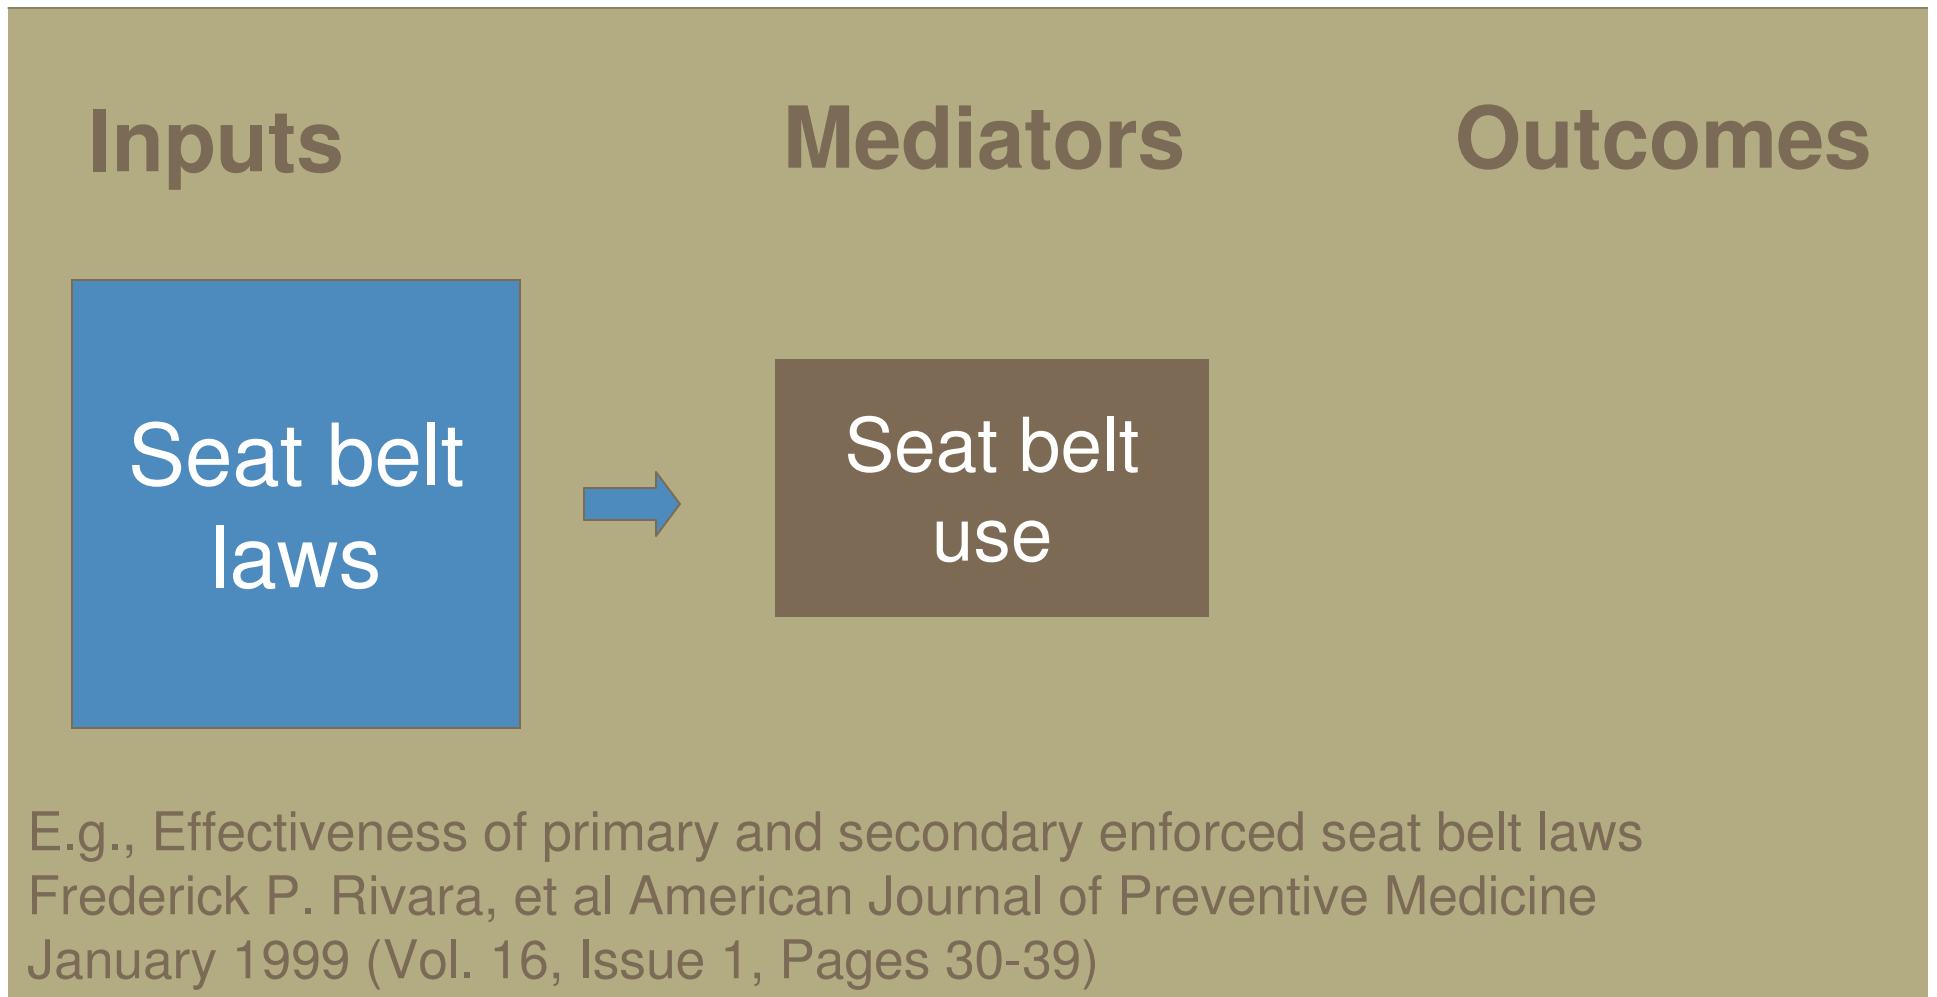 Inputs
Mediators
Outcomes
Seat belt
laws
Seat belt
use
E.g., Effectiveness of primary and secondary enforced seat belt laws
Frederick P. Rivara, et al American Journal of Preventive Medicine
January 1999 (Vol. 16, Issue 1, Pages 30-39)